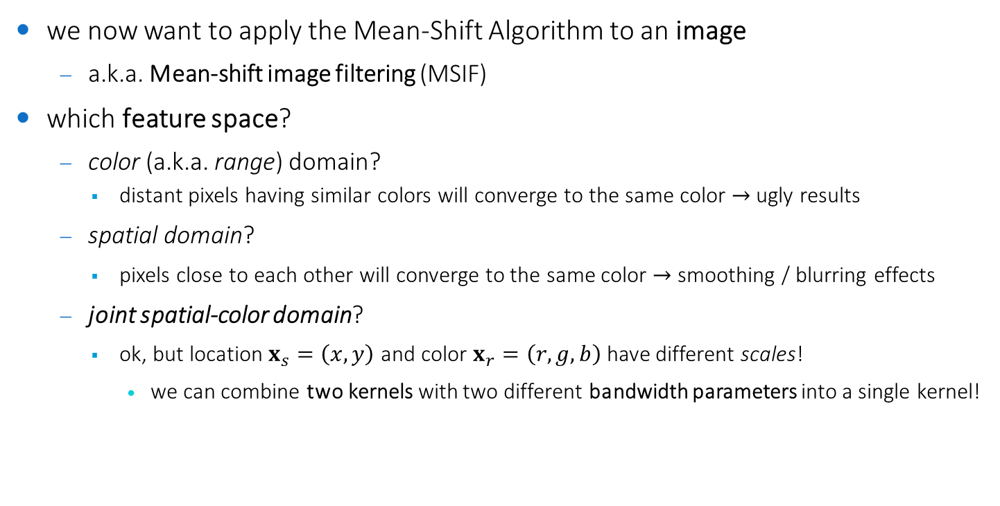 • we now want to apply the Mean-Shift Algorithm to an image
– a.k.a. Mean-shift image filtering (MSIF)
• which feature space?
– color (a.k.a. range) domain?
▪ distant pixels having similar colors will converge to the same color → ugly results
– spatial domain?
▪ pixels close to each other will converge to the same color → smoothing / blurring effects
– joint spatial-color domain?
▪ ok, but location 𝐱ₛ = (x, y) and color 𝐱ᵣ = (r, g, b) have different scales!
• we can combine two kernels with two different bandwidth parameters into a single kernel!